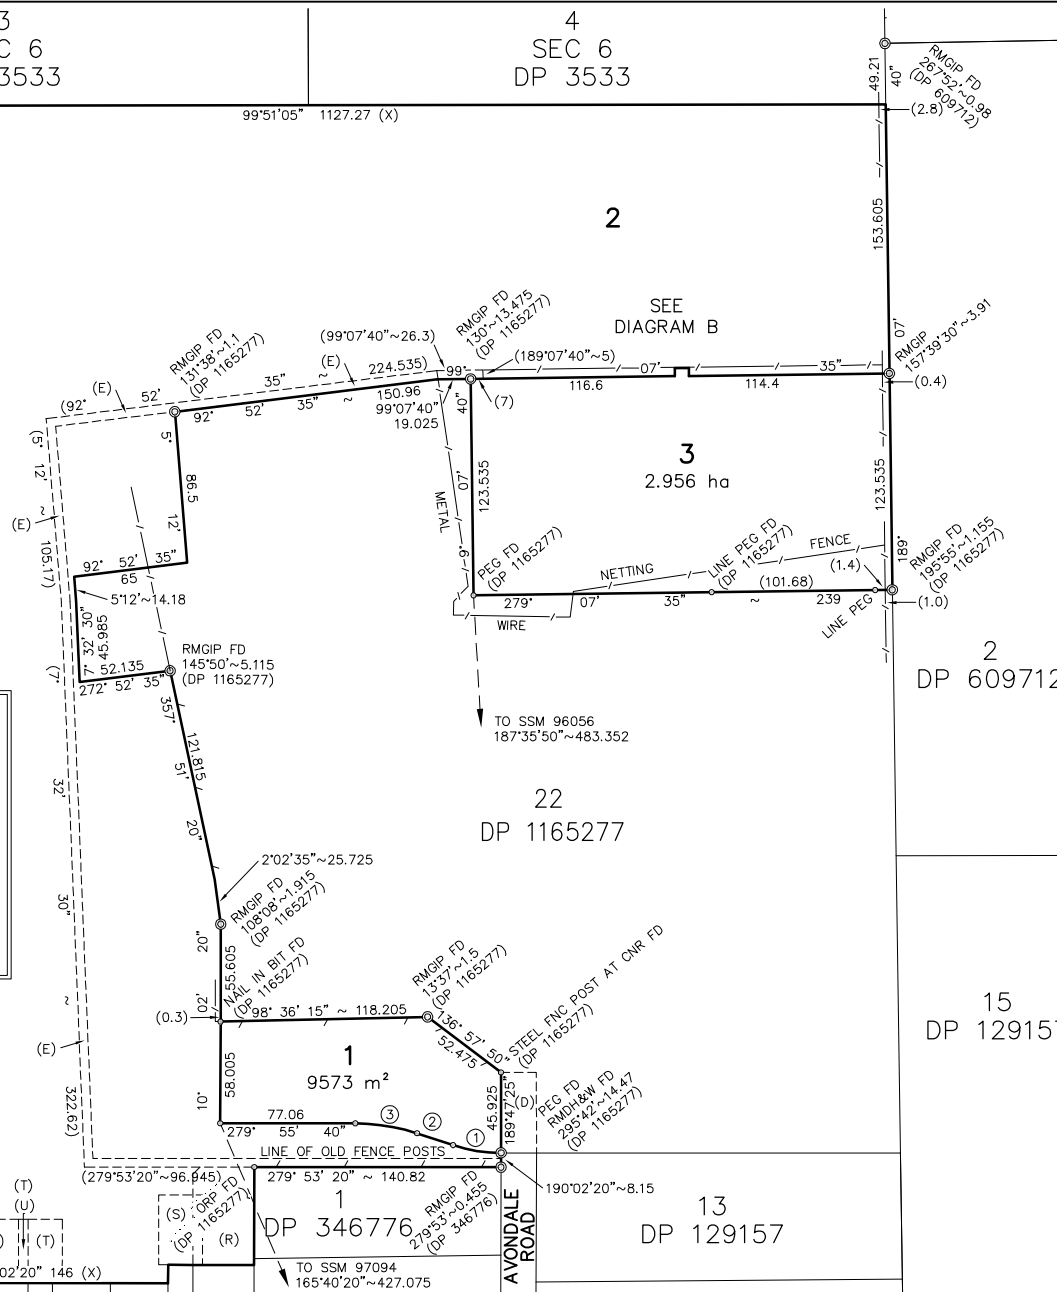 3
C 6
3533
4
SEC 6
DP 3533
49.21
40"
RMGIP FD
267°52'~0.98
(DP 609712)
(2.8)
99°51'05" 1127.27 (X)
2
153.605
07'
SEE
DIAGRAM B
RMGIP FD
130°~13.475
(DP 1165277)
(99°07'40"~26.3)
(189°07'40"~5)
RMGIP
157°39'30"~3.91
RMGIP FD
131°38'~1.1
(DP 1165277)
(E)
(E)
(92° 52' 35" ~ 224.535)
99° 07' 35"
116.6
114.4
(0.4)
92° 52' 35" ~ 150.96
99°07'40"
19.025
40"
(7)
(5° 12' ~ 105.17)
5°
86.5
12'
3
2.956 ha
07'
123.535
9°
METAL
123.535
189°
(E)
92° 52' 35"
65
5°12'~14.18
PEG FD
(DP 1165277)
NETTING
LINE PEG FD
(DP 1165277)
FENCE
(1.4)
RMGIP FD
195°55'~1.155
(DP 1165277)
279° 07' 35" ~ 239
(101.68)
LINE PEG
(1.0)
WIRE
7° 32' 30"
45.985
52.135
272° 52' 35"
RMGIP FD
145°50'~5.115
(DP 1165277)
2
DP 609712
(7° 32' 30" ~ 322.62)
357° 51' 20"
121.815
TO SSM 96056
187°35'50"~483.352
22
DP 1165277
2°02'35"~25.725
RMGIP FD
108°08'~1.915
(DP 1165277)
20"
55.605
02'
NAIL IN BIT FD
(DP 1165277)
RMGIP FD
13°37'~1.5
(DP 1165277)
STEEL FNC POST AT CNR FD
(DP 1165277)
15
DP 129157
(0.3)
98° 36' 15" ~ 118.205
136° 57' 50"
52.475
(E)
1
9573 m²
58.005
10'
45.925
189°47'25"
(D)
PEG FD
RMDH&W FD
295°42'~14.47
(DP 1165277)
77.06
279° 55' 40"
3
2
1
LINE OF OLD FENCE POSTS
(279°53'20"~96.945)
279° 53' 20" ~ 140.82
190°02'20"~8.15
1
DP 346776
RMGIP FD
279°53'~0.455
(DP 346776)
AVONDALE
ROAD
13
DP 129157
(T)
(U)
(T)
(S)
ORP FD
(DP 1165277)
(R)
02'20" 146 (X)
TO SSM 97094
165°40'20"~427.075